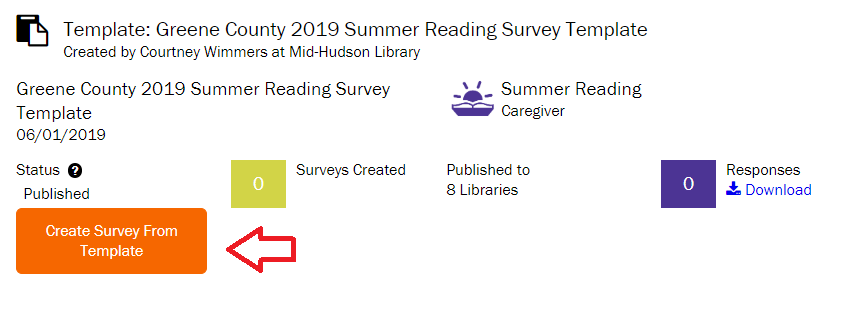 Template: Greene County 2019 Summer Reading Survey Template
Created by Courtney Wimmers at Mid-Hudson Library
Greene County 2019 Summer Reading Survey
Template
06/01/2019
Summer Reading
Caregiver
Status ?
Published
0
Surveys Created
Published to
8 Libraries
0
Responses
Download
Create Survey From
Template